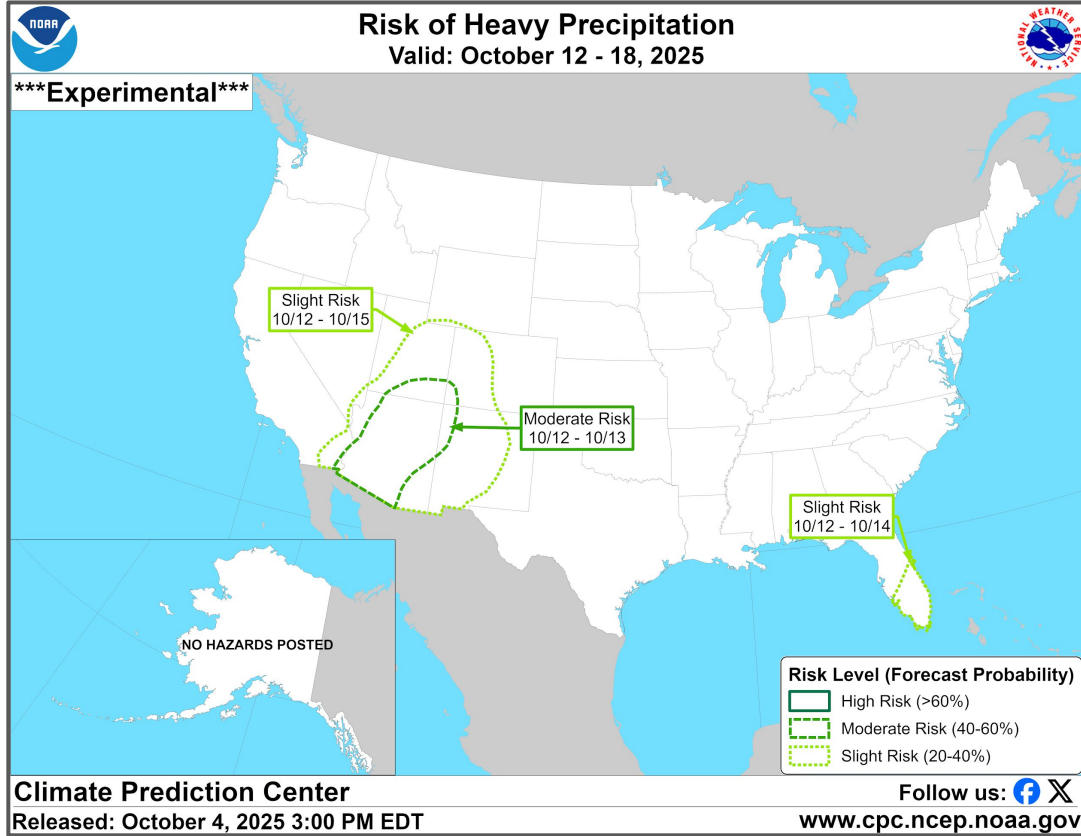 NOAA
Risk of Heavy Precipitation
Valid: October 12 - 18, 2025
NATIONAL WEATHER SERVICE
***Experimental***
Slight Risk
10/12 - 10/15
Moderate Risk
10/12 - 10/13
Slight Risk
10/12 - 10/14
NO HAZARDS POSTED
Risk Level (Forecast Probability)
High Risk (>60%)
Moderate Risk (40-60%)
Slight Risk (20-40%)
Climate Prediction Center
Follow us:
Released: October 4, 2025 3:00 PM EDT
www.cpc.ncep.noaa.gov